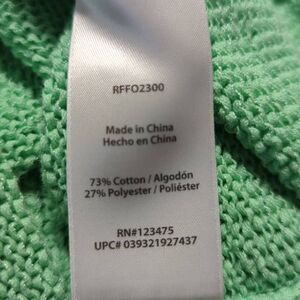 RFFO2300
Made in China
Hecho en China
73% Cotton / Algodón
27% Polyester / Poliéster
RN#123475
UPC# 039321927437